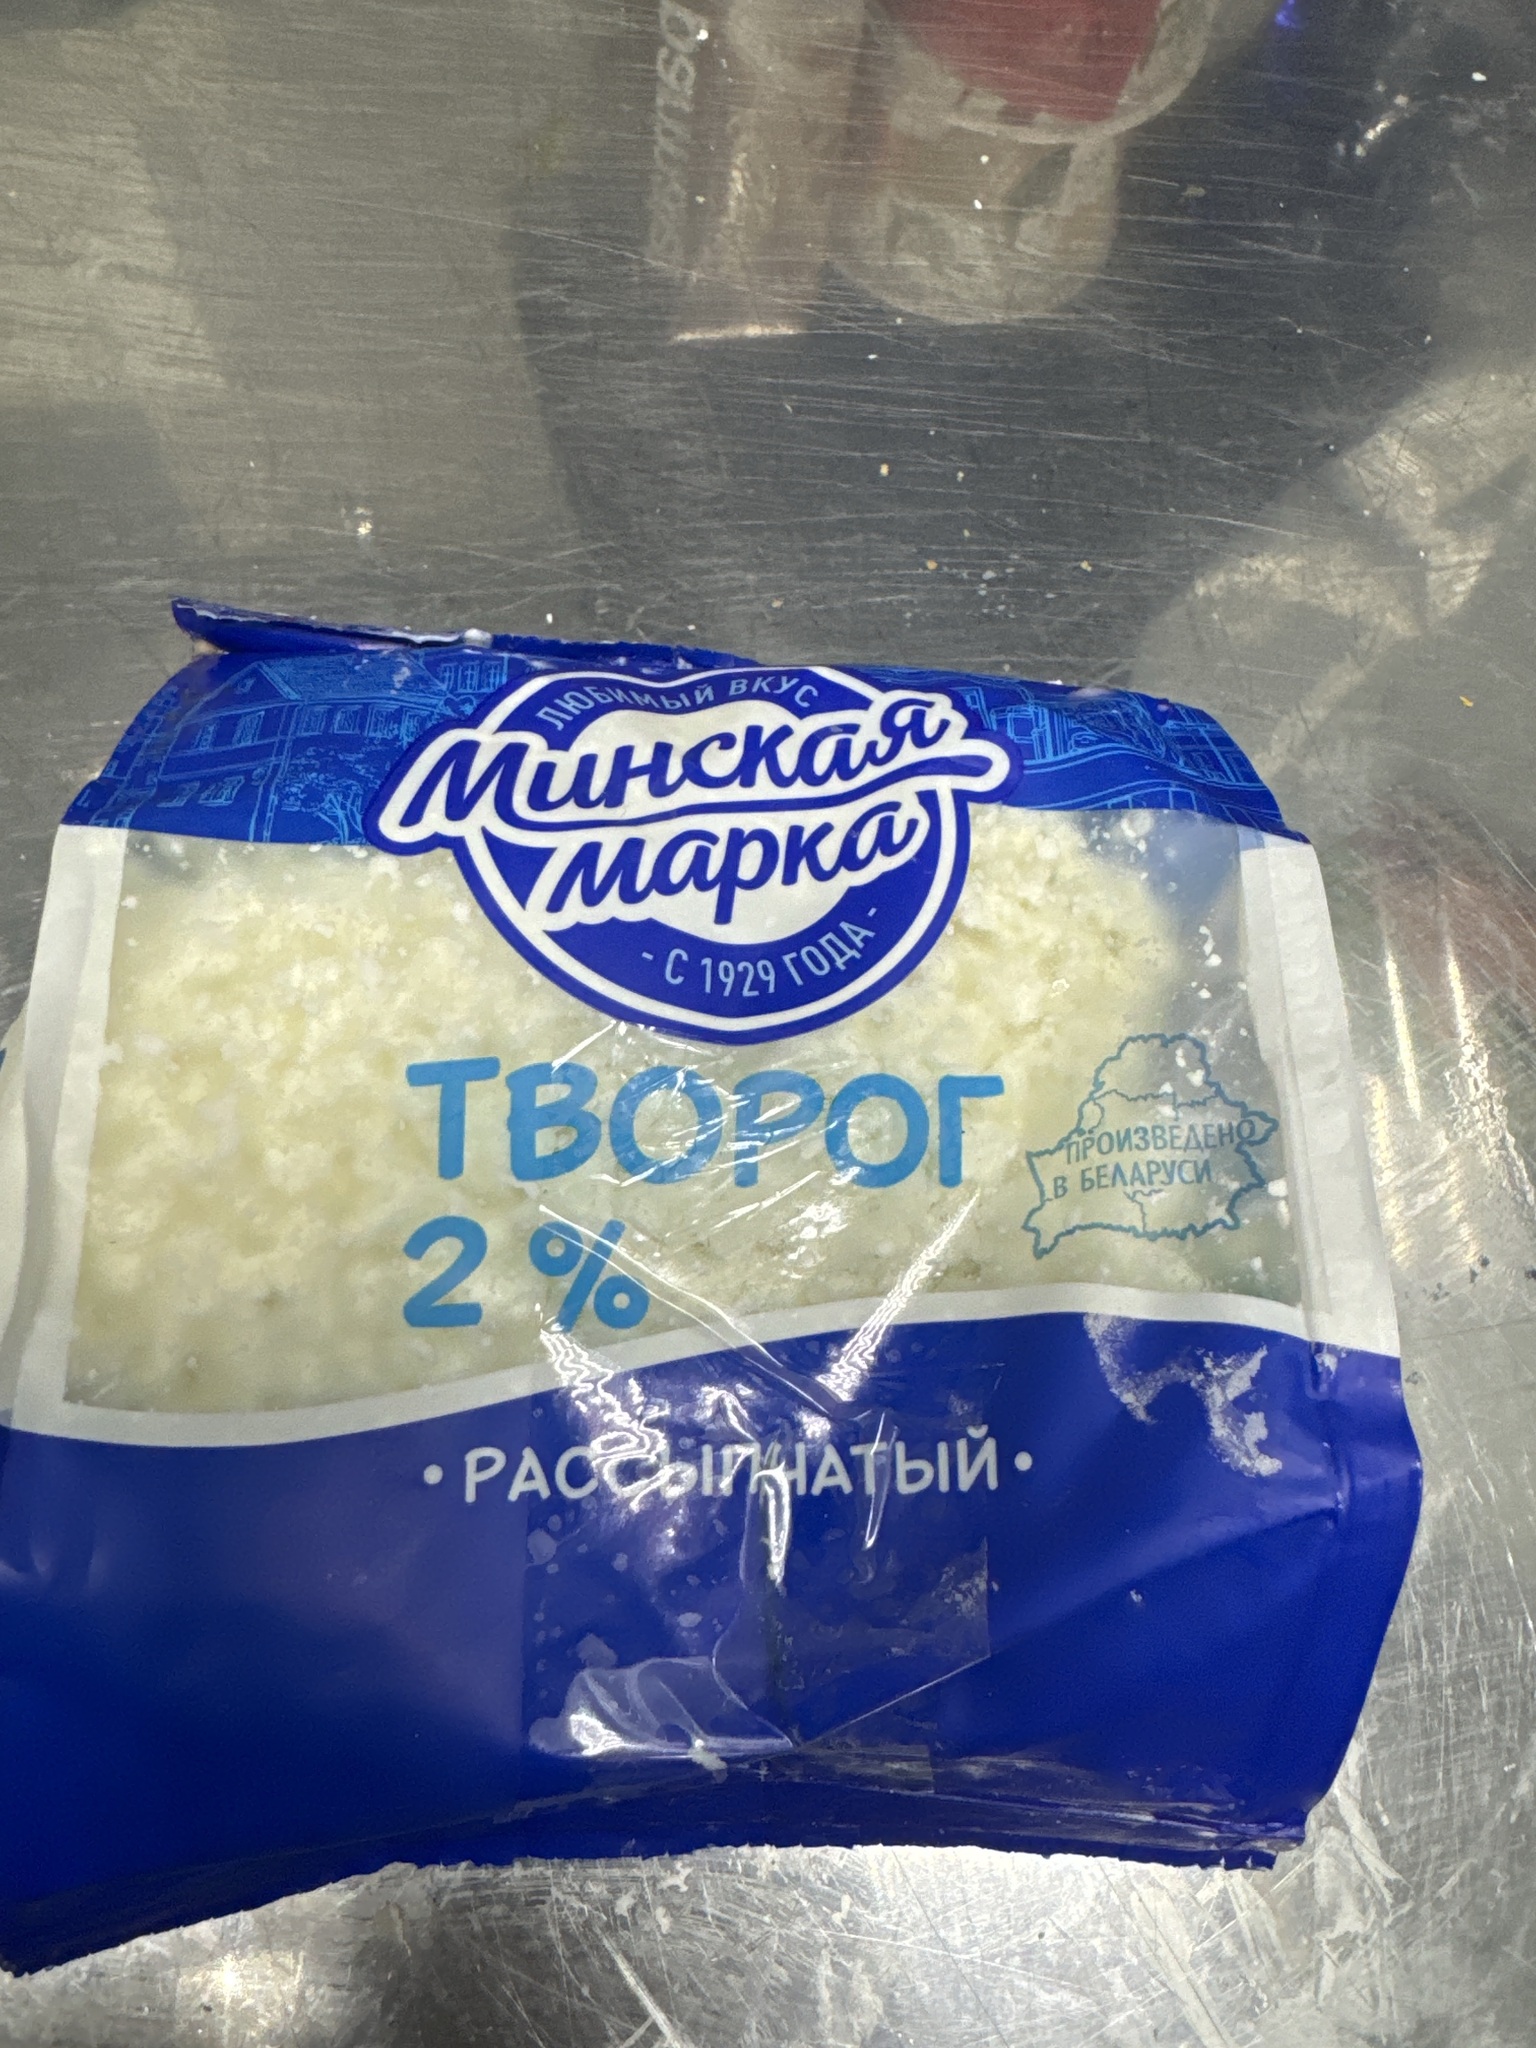 ЛЮБИМЫЙ ВКУС
Минская
марка
- С 1929 ГОДА -
ТВОРОГ
2 %
ПРОИЗВЕДЕНО
В БЕЛАРУСИ
• РАССЫПЧАТЫЙ •